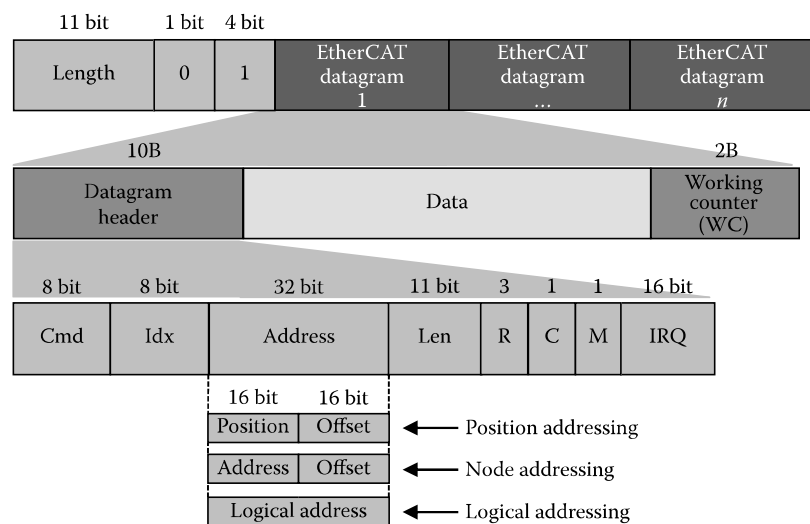 11 bit 1 bit 4 bit
Length 0 1 EtherCAT datagram 1 EtherCAT datagram ... EtherCAT datagram n
10B 2B
Datagram header Data Working counter (WC)
8 bit 8 bit 32 bit 11 bit 3 1 1 16 bit
Cmd Idx Address Len R C M IRQ
16 bit 16 bit
Position Offset Position addressing
Address Offset Node addressing
Logical address Logical addressing